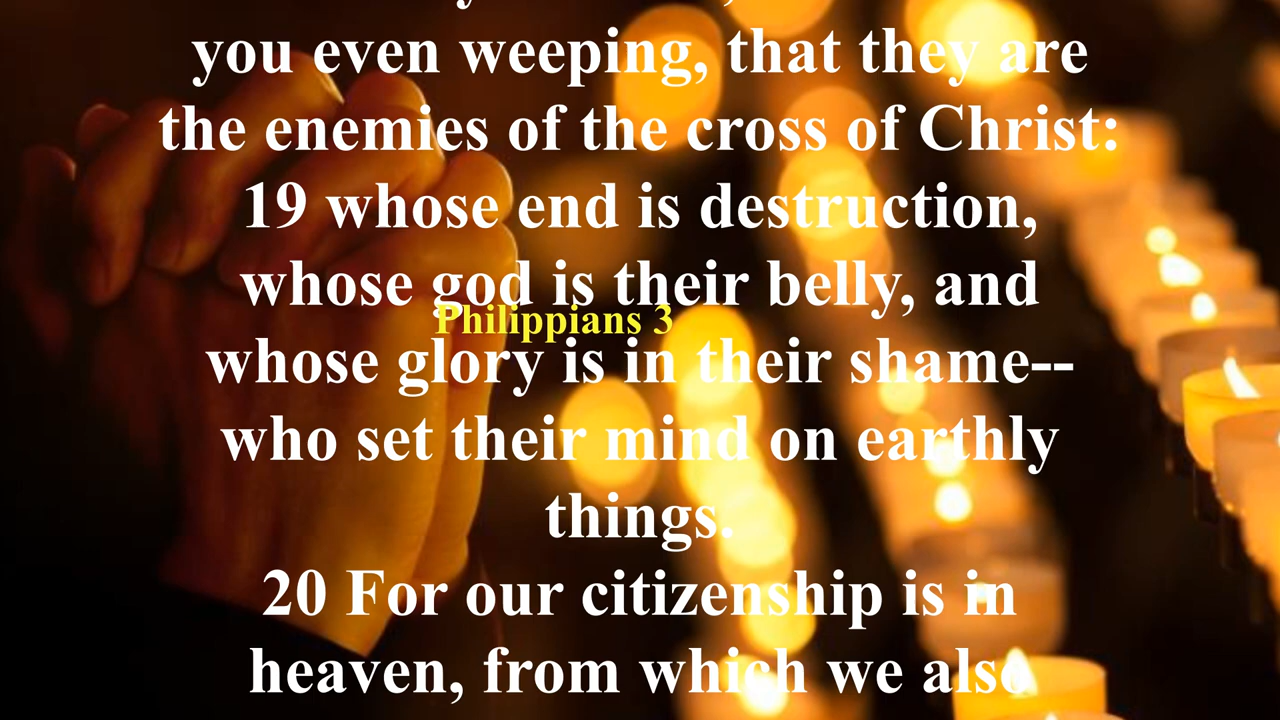 you even weeping, that they are
the enemies of the cross of Christ:
19 whose end is destruction,
whose god is their belly, and
Philippians 3
whose glory is in their shame--
who set their mind on earthly
things.
20 For our citizenship is in
heaven, from which we also